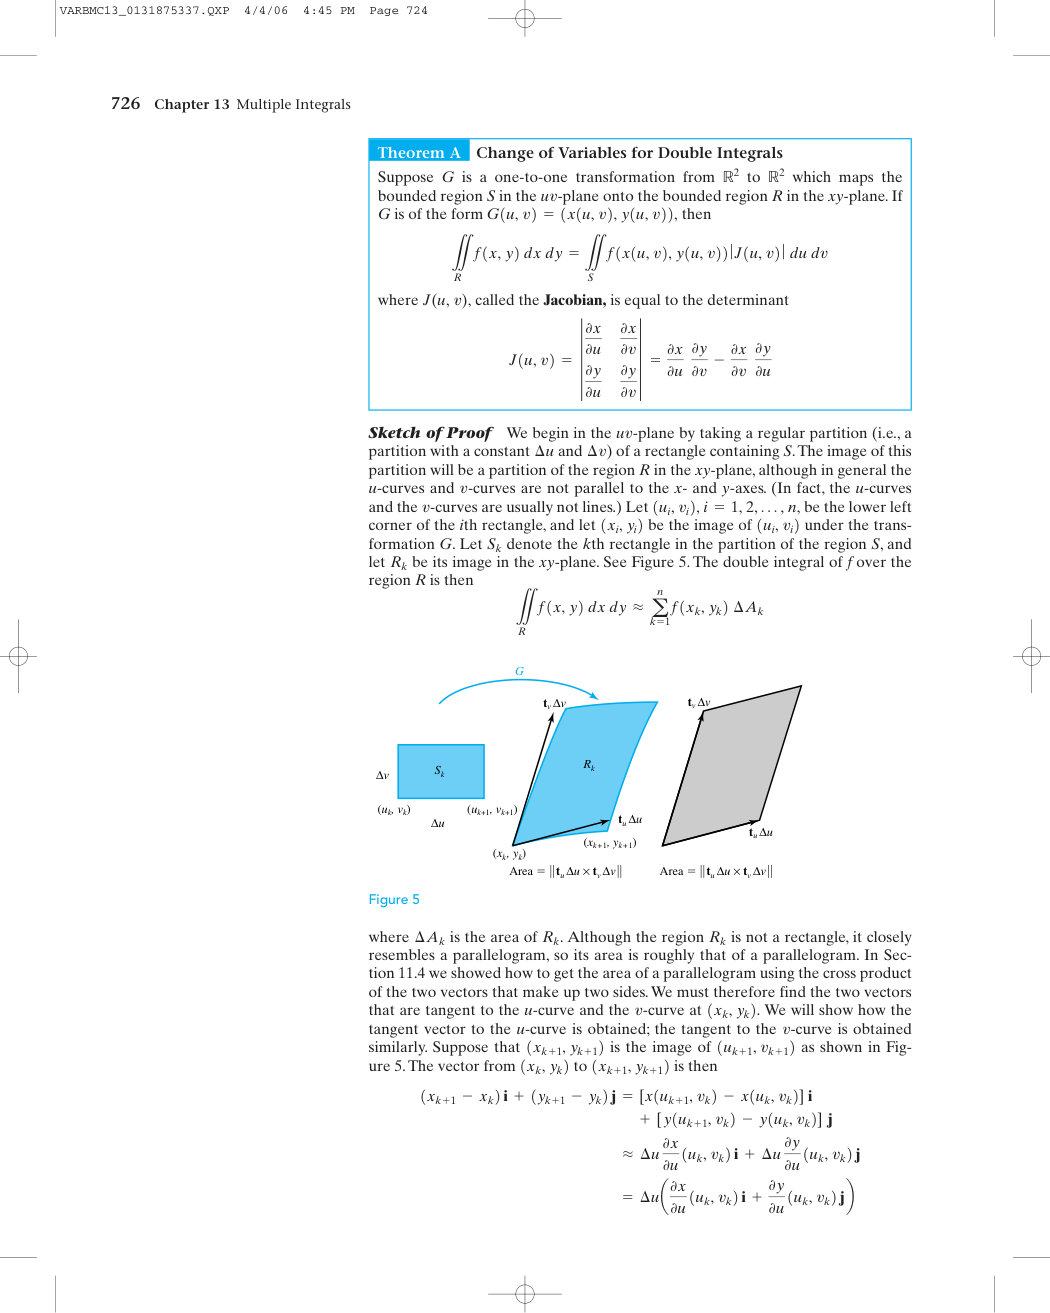 VARBMC13_0131875337.QXP 4/4/06 4:45 PM Page 724
726 Chapter 13 Multiple Integrals
Theorem A Change of Variables for Double Integrals
Suppose G is a one-to-one transformation from ℝ² to ℝ² which maps the
bounded region S in the uv-plane onto the bounded region R in the xy-plane. If
G is of the form G(u, v) = (x(u, v), y(u, v)), then
∬_R f(x, y) dx dy = ∬_S f(x(u, v), y(u, v))|J(u, v)| du dv
where J(u, v), called the Jacobian, is equal to the determinant
J(u, v) = |∂x/∂u ∂x/∂v; ∂y/∂u ∂y/∂v| = ∂x/∂u ∂y/∂v − ∂x/∂v ∂y/∂u
Sketch of Proof We begin in the uv-plane by taking a regular partition (i.e., a
partition with a constant Δu and Δv) of a rectangle containing S. The image of this
partition will be a partition of the region R in the xy-plane, although in general the
u-curves and v-curves are not parallel to the x- and y-axes. (In fact, the u-curves
and the v-curves are usually not lines.) Let (uᵢ, vᵢ), i = 1, 2, . . . , n, be the lower left
corner of the ith rectangle, and let (xᵢ, yᵢ) be the image of (uᵢ, vᵢ) under the trans-
formation G. Let Sₖ denote the kth rectangle in the partition of the region S, and
let Rₖ be its image in the xy-plane. See Figure 5. The double integral of f over the
region R is then
∬_R f(x, y) dx dy ≈ ∑_{k=1}^{n} f(xₖ, yₖ) ΔAₖ
G
tᵥ Δv
tᵥ Δv
Rₖ
Sₖ
Δv
(uₖ, vₖ)
(uₖ₊₁, vₖ₊₁)
tᵤ Δu
Δu
tᵤ Δu
(xₖ₊₁, yₖ₊₁)
(xₖ, yₖ)
Area = ‖tᵤ Δu × tᵥ Δv‖
Area = ‖tᵤ Δu × tᵥ Δv‖
Figure 5
where ΔAₖ is the area of Rₖ. Although the region Rₖ is not a rectangle, it closely
resembles a parallelogram, so its area is roughly that of a parallelogram. In Sec-
tion 11.4 we showed how to get the area of a parallelogram using the cross product
of the two vectors that make up two sides. We must therefore find the two vectors
that are tangent to the u-curve and the v-curve at (xₖ, yₖ). We will show how the
tangent vector to the u-curve is obtained; the tangent to the v-curve is obtained
similarly. Suppose that (xₖ₊₁, yₖ₊₁) is the image of (uₖ₊₁, vₖ₊₁) as shown in Fig-
ure 5. The vector from (xₖ, yₖ) to (xₖ₊₁, yₖ₊₁) is then
(xₖ₊₁ − xₖ) i + (yₖ₊₁ − yₖ) j = [x(uₖ₊₁, vₖ) − x(uₖ, vₖ)] i
+ [y(uₖ₊₁, vₖ) − y(uₖ, vₖ)] j
≈ Δu ∂x/∂u (uₖ, vₖ) i + Δu ∂y/∂u (uₖ, vₖ) j
= Δu(∂x/∂u (uₖ, vₖ) i + ∂y/∂u (uₖ, vₖ) j)